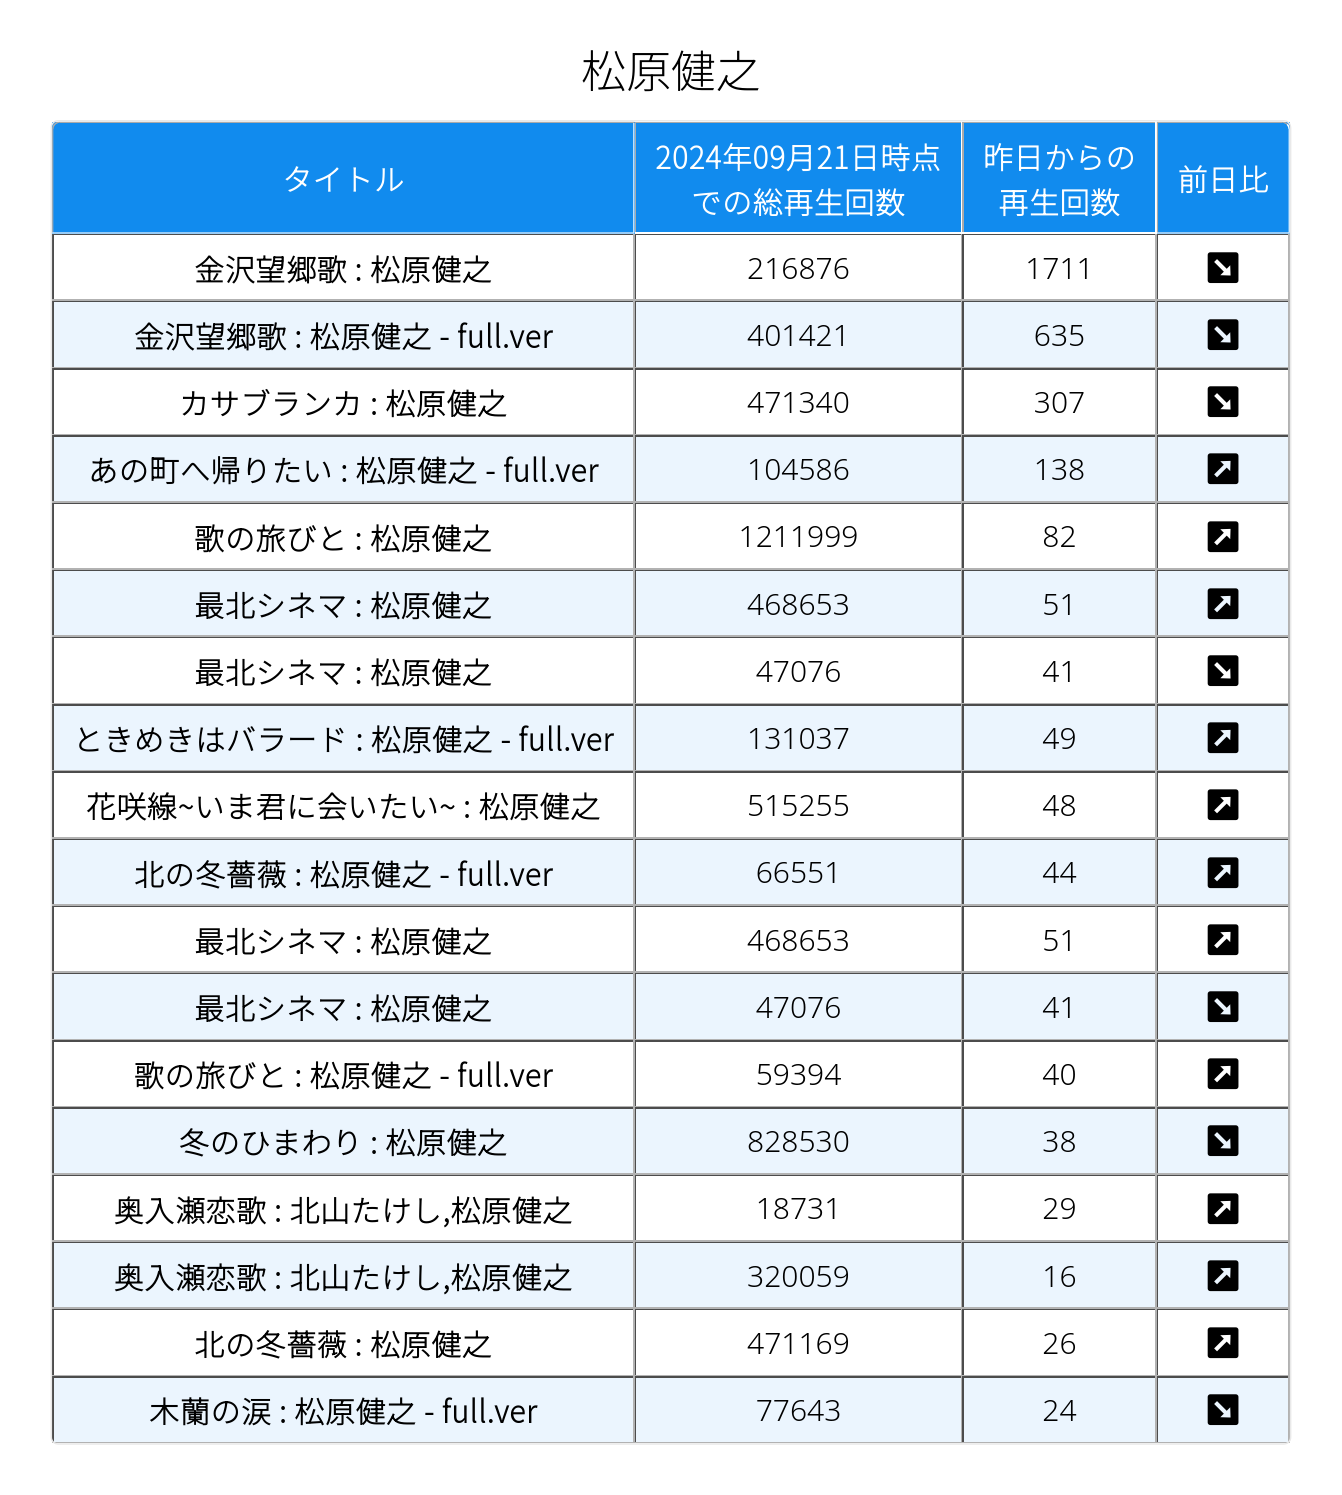 松原健之
タイトル
2024年09月21日時点
での総再生回数
昨日からの
再生回数
前日比
金沢望郷歌 : 松原健之 216876 1711 ↘
金沢望郷歌 : 松原健之 - full.ver 401421 635 ↘
カサブランカ : 松原健之 471340 307 ↘
あの町へ帰りたい : 松原健之 - full.ver 104586 138 ↗
歌の旅びと : 松原健之 1211999 82 ↗
最北シネマ : 松原健之 468653 51 ↗
最北シネマ : 松原健之 47076 41 ↘
ときめきはバラード : 松原健之 - full.ver 131037 49 ↗
花咲線~いま君に会いたい~ : 松原健之 515255 48 ↗
北の冬薔薇 : 松原健之 - full.ver 66551 44 ↗
最北シネマ : 松原健之 468653 51 ↗
最北シネマ : 松原健之 47076 41 ↘
歌の旅びと : 松原健之 - full.ver 59394 40 ↗
冬のひまわり : 松原健之 828530 38 ↘
奥入瀬恋歌 : 北山たけし,松原健之 18731 29 ↗
奥入瀬恋歌 : 北山たけし,松原健之 320059 16 ↗
北の冬薔薇 : 松原健之 471169 26 ↗
木蘭の涙 : 松原健之 - full.ver 77643 24 ↘